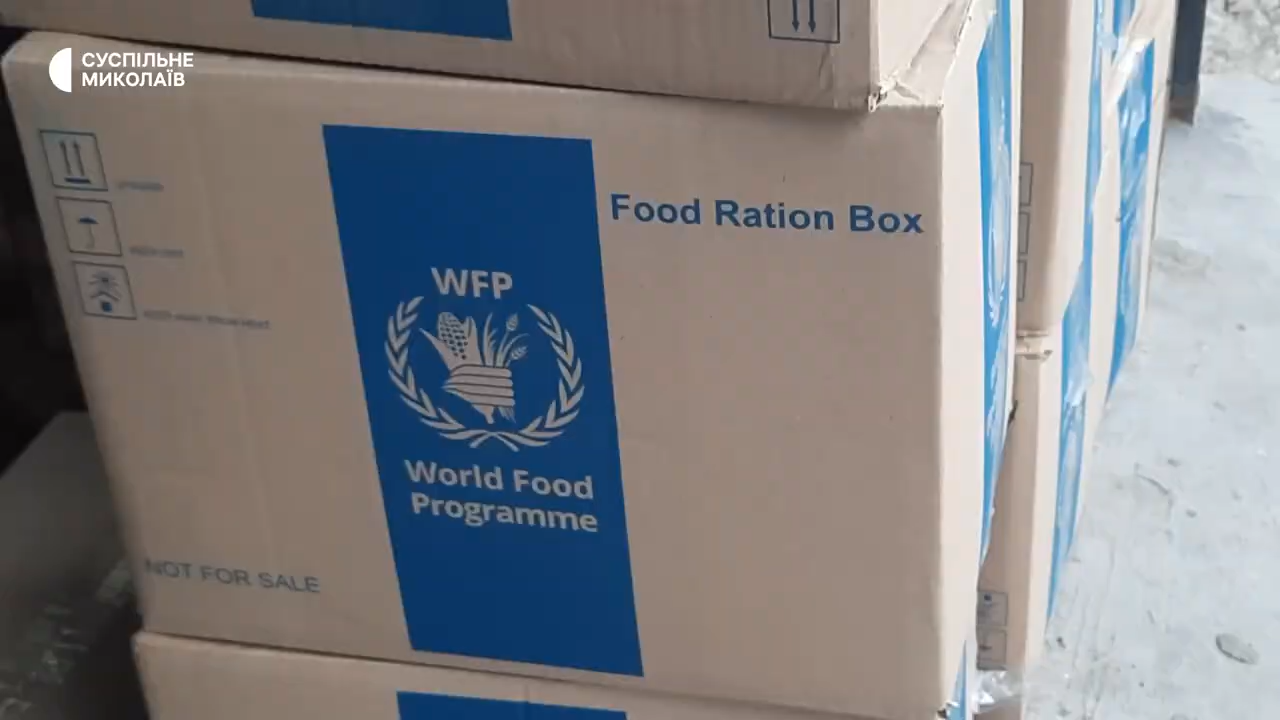 СУСПІЛЬНЕ
МИКОЛАЇВ
Food Ration Box
WFP
World Food
Programme
NOT FOR SALE